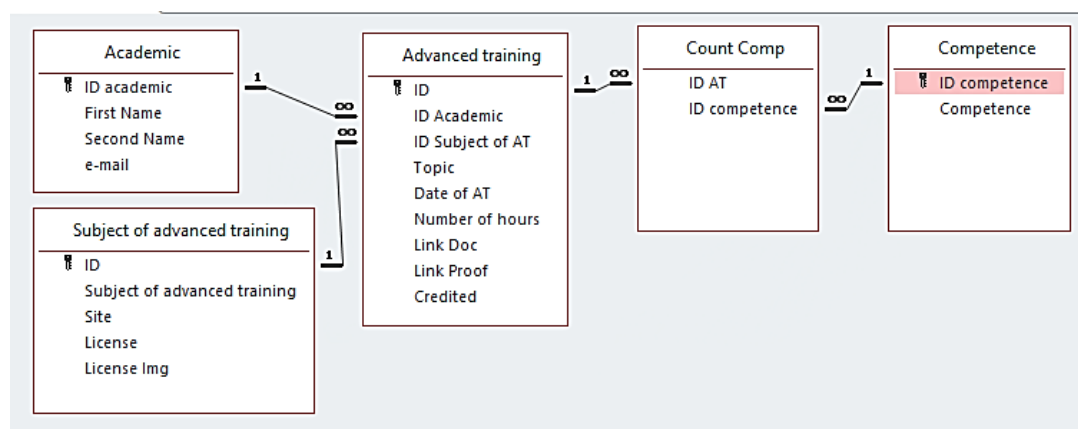 Academic
ID academic
First Name
Second Name
e-mail
1
∞
∞
Subject of advanced training
ID
Subject of advanced training
Site
License
License Img
1
Advanced training
ID
ID Academic
ID Subject of AT
Topic
Date of AT
Number of hours
Link Doc
Link Proof
Credited
1
∞
Count Comp
ID AT
ID competence
∞
1
Competence
ID competence
Competence